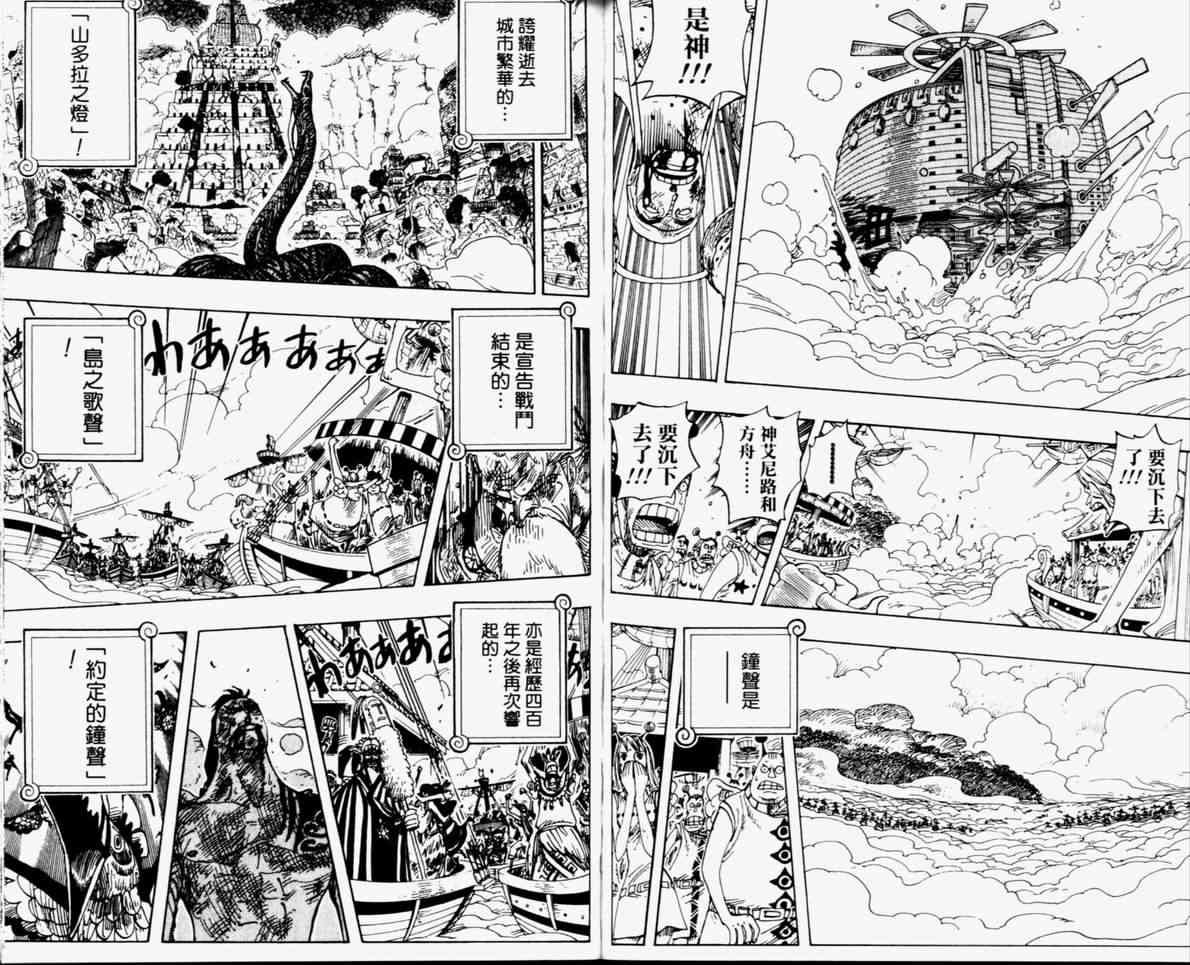 是神!!!
要沉下去
了!!!
………
神艾尼路和
方舟……
要沉下
去了!!!
鐘聲是
——
誇耀逝去
城市繁華的…
「山多拉之燈」!
是宣告戰鬥
結束的…
わあああああ
「島之歌聲」
!
亦是經歷四百
年之後再次響
起的…
わあああああ
「約定的鐘聲」
!